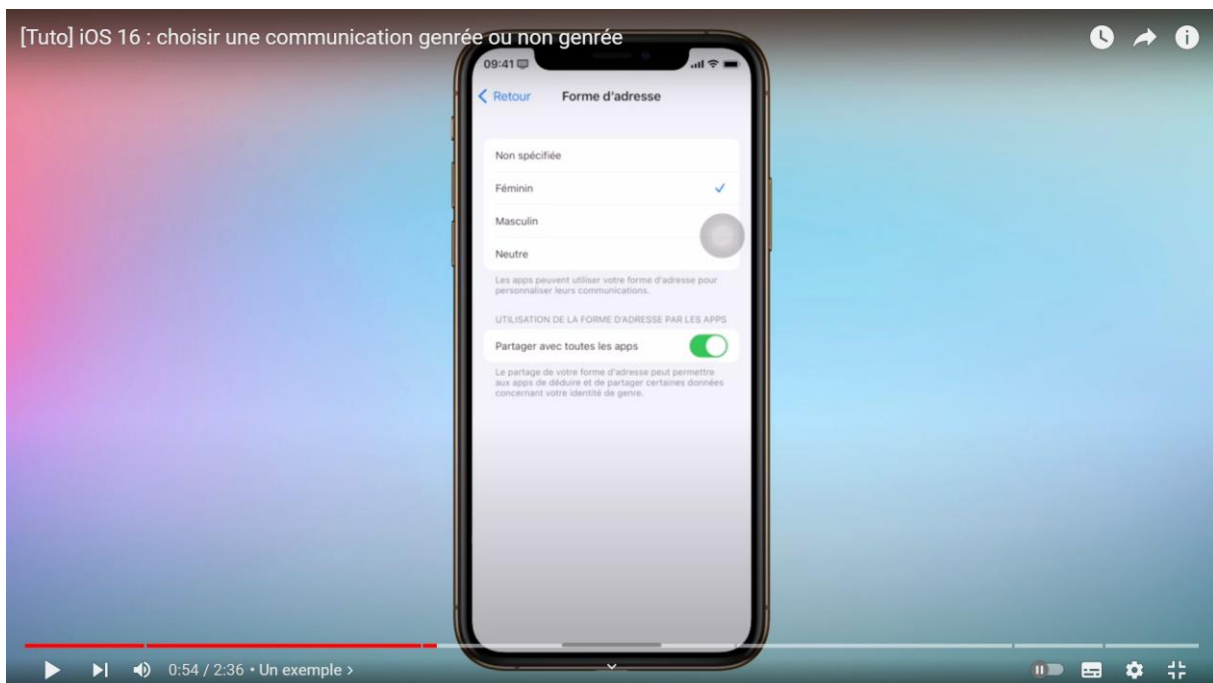 [Tuto] iOS 16 : choisir une communication genrée ou non genrée
09:41
Retour Forme d'adresse
Non spécifiée
Féminin
Masculin
Neutre
Les apps peuvent utiliser votre forme d'adresse pour
personnaliser leurs communications.
UTILISATION DE LA FORME D'ADRESSE PAR LES APPS
Partager avec toutes les apps
Le partage de votre forme d'adresse peut permettre
aux apps de déduire et de partager certaines données
concernant votre identité de genre.
0:54 / 2:36 • Un exemple >